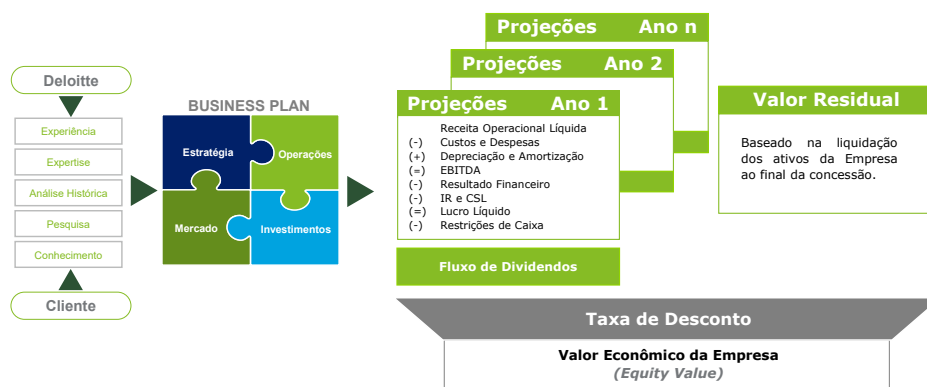 Deloitte
Experiência
Expertise
Análise Histórica
Pesquisa
Conhecimento
Cliente
BUSINESS PLAN
Estratégia
Operações
Mercado
Investimentos
Projeções Ano n
Projeções Ano 2
Projeções Ano 1
Receita Operacional Líquida
(-) Custos e Despesas
(+) Depreciação e Amortização
(=) EBITDA
(-) Resultado Financeiro
(-) IR e CSL
(=) Lucro Líquido
(-) Restrições de Caixa
Fluxo de Dividendos
Valor Residual
Baseado na liquidação
dos ativos da Empresa
ao final da concessão.
Taxa de Desconto
Valor Econômico da Empresa
(Equity Value)